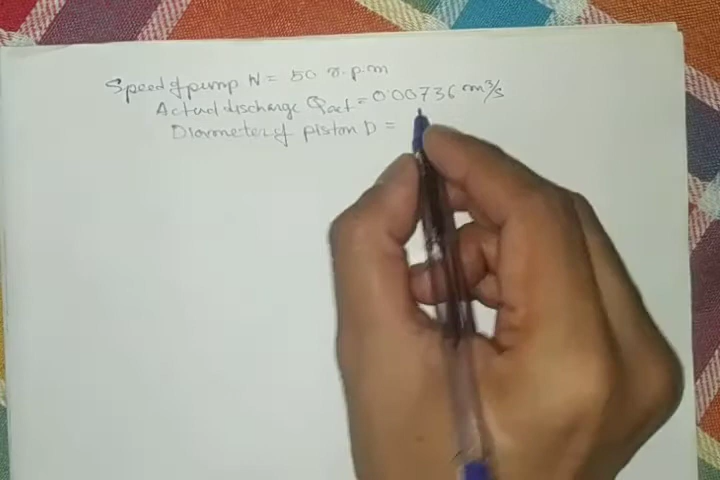 Speed of pump N = 50 r.p.m
Actual discharge Qact = 0.00736 m³/s
Diameter of piston D =